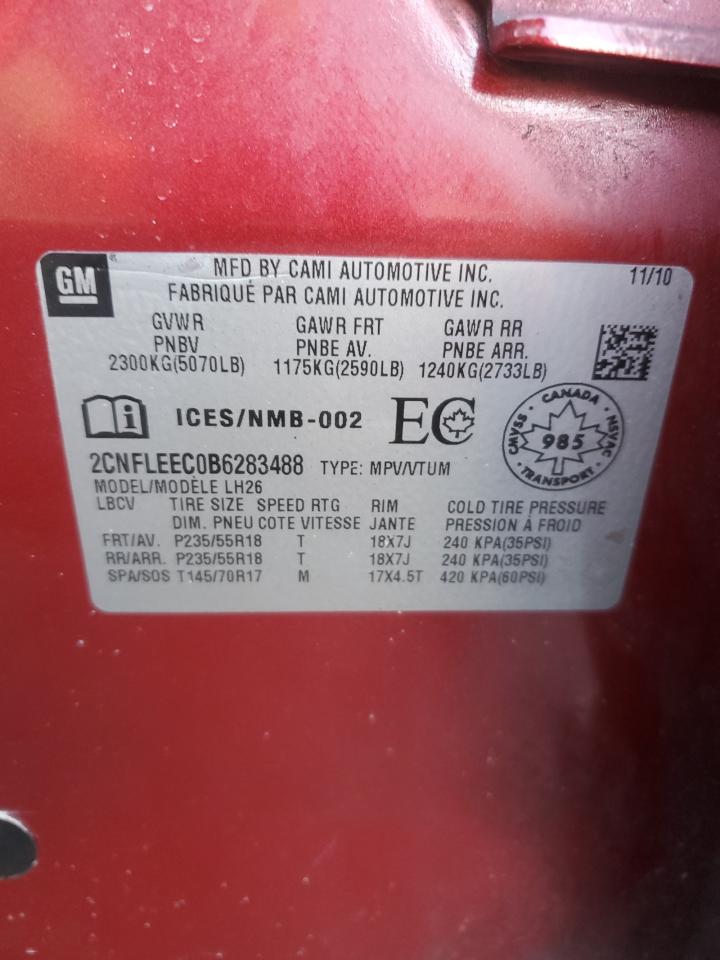 GM
MFD BY CAMI AUTOMOTIVE INC. 11/10
FABRIQUÉ PAR CAMI AUTOMOTIVE INC.
GVWR GAWR FRT GAWR RR
PNBV PNBE AV. PNBE ARR.
2300KG(5070LB) 1175KG(2590LB) 1240KG(2733LB)
ICES/NMB-002 EC
CANADA CMVSS 985 NSVAC TRANSPORT
2CNFLEEC0B6283488 TYPE: MPV/VTUM
MODEL/MODÈLE LH26
LBCV TIRE SIZE SPEED RTG RIM COLD TIRE PRESSURE
DIM. PNEU COTE VITESSE JANTE PRESSION À FROID
FRT/AV. P235/55R18 T 18X7J 240 KPA(35PSI)
RR/ARR. P235/55R18 T 18X7J 240 KPA(35PSI)
SPA/SOS T145/70R17 M 17X4.5T 420 KPA(60PSI)